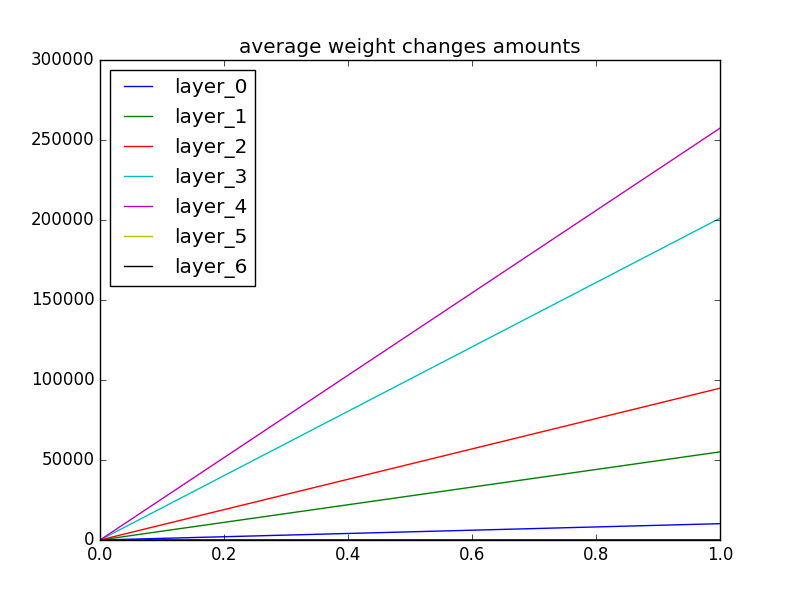 average weight changes amounts
300000
250000
200000
150000
100000
50000
0
layer_0
layer_1
layer_2
layer_3
layer_4
layer_5
layer_6
0.0 0.2 0.4 0.6 0.8 1.0